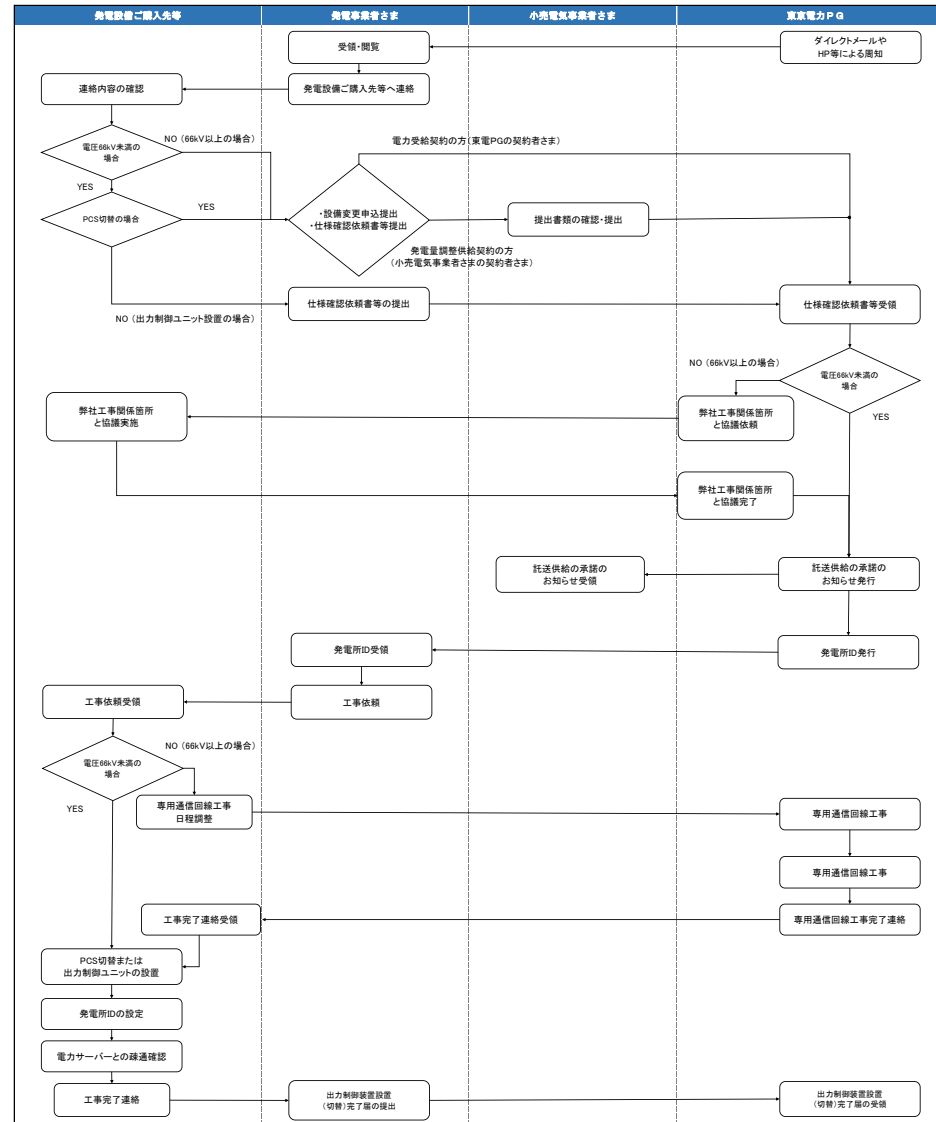 発電設備ご購入先等
発電事業者さま
小売電気事業者さま
東京電力PG
受領・閲覧
ダイレクトメールや
HP等による周知
連絡内容の確認
発電設備ご購入先等へ連絡
電圧66kV未満の
場合
NO（66kV以上の場合）
電力受給契約の方（東電PGの契約者さま）
YES
PCS切替の場合
YES
・設備変更申込提出
・仕様確認依頼書等提出
提出書類の確認・提出
発電量調整供給契約の方
（小売電気事業者さまの契約者さま）
仕様確認依頼書等の提出
仕様確認依頼書等受領
NO（出力制御ユニット設置の場合）
NO（66kV以上の場合）
電圧66kV未満の
場合
YES
弊社工事関係箇所
と協議実施
弊社工事関係箇所
と協議依頼
弊社工事関係箇所
と協議完了
託送供給の承諾の
お知らせ受領
託送供給の承諾の
お知らせ発行
発電所ID受領
発電所ID発行
工事依頼受領
工事依頼
電圧66kV未満の
場合
NO（66kV以上の場合）
YES
専用通信回線工事
日程調整
専用通信回線工事
専用通信回線工事
工事完了連絡受領
専用通信回線工事完了連絡
PCS切替または
出力制御ユニットの設置
発電所IDの設定
電力サーバーとの疎通確認
工事完了連絡
出力制御装置設置
（切替）完了届の提出
出力制御装置設置
（切替）完了届の受領